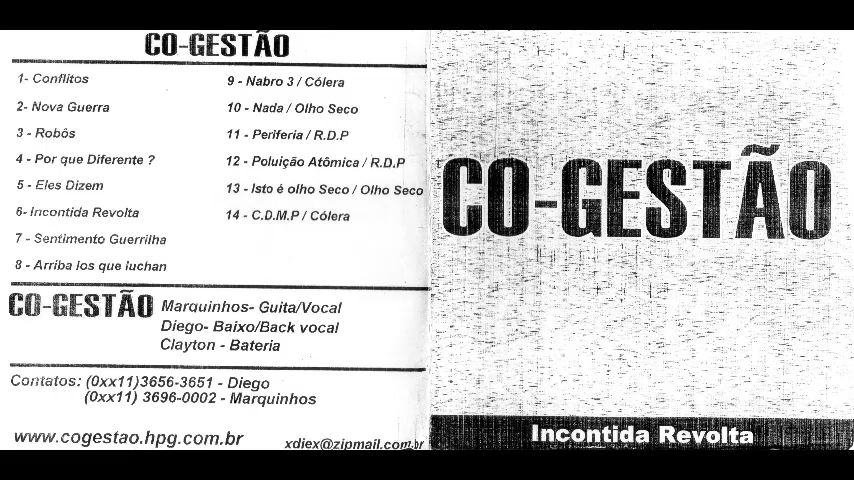 CO-GESTÃO
1- Conflitos
2- Nova Guerra
3 - Robôs
4 - Por que Diferente ?
5 - Eles Dizem
6- Incontida Revolta
7 - Sentimento Guerrilha
8 - Arriba los que luchan
9 - Nabro 3 / Cólera
10 - Nada / Olho Seco
11 - Periferia / R.D.P
12 - Poluição Atômica / R.D.P
13 - Isto é olho Seco / Olho Seco
14 - C.D.M.P / Cólera
CO-GESTÃO
Marquinhos- Guita/Vocal
Diego- Baixo/Back vocal
Clayton - Bateria
Contatos: (0xx11)3656-3651 - Diego
(0xx11) 3696-0002 - Marquinhos
www.cogestao.hpg.com.br
xdiex@zipmail.com.br
CO-GESTÃO
Incontida Revolta